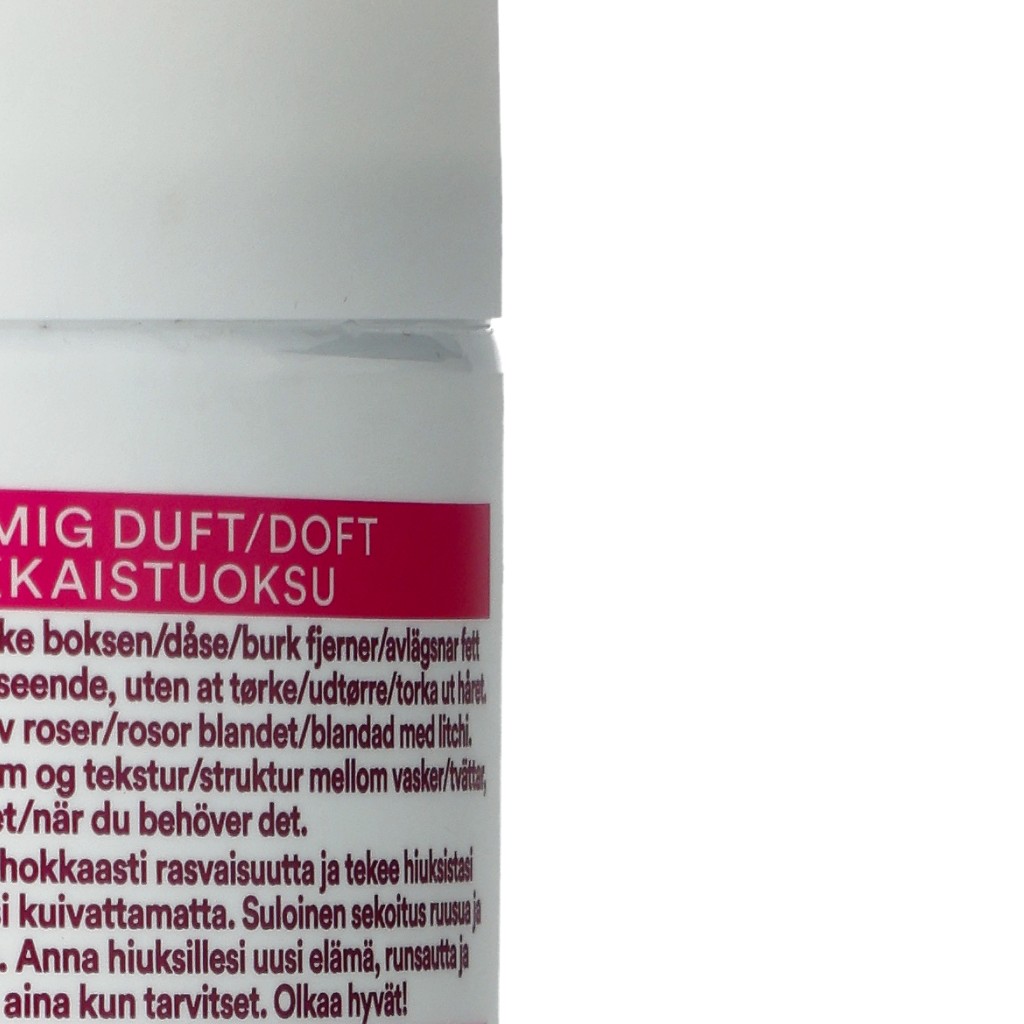 MIG DUFT/DOFT
KAISTUOKSU
ke boksen/dåse/burk fjerner/avlägsnar fett
seende, uten at tørke/udtørre/torka ut håret.
v roser/rosor blandet/blandad med litchi.
m og tekstur/struktur mellom vasker/tvättar,
et/när du behöver det.
hokkaasti rasvaisuutta ja tekee hiuksistasi
si kuivattamatta. Suloinen sekoitus ruusua ja
. Anna hiuksillesi uusi elämä, runsautta ja
aina kun tarvitset. Olkaa hyvät!